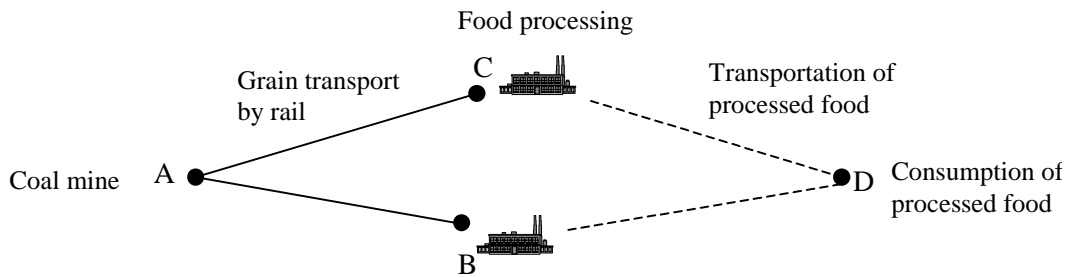 Food processing
C
Grain transport
by rail
Transportation of
processed food
Coal mine
A
D
Consumption of
processed food
B